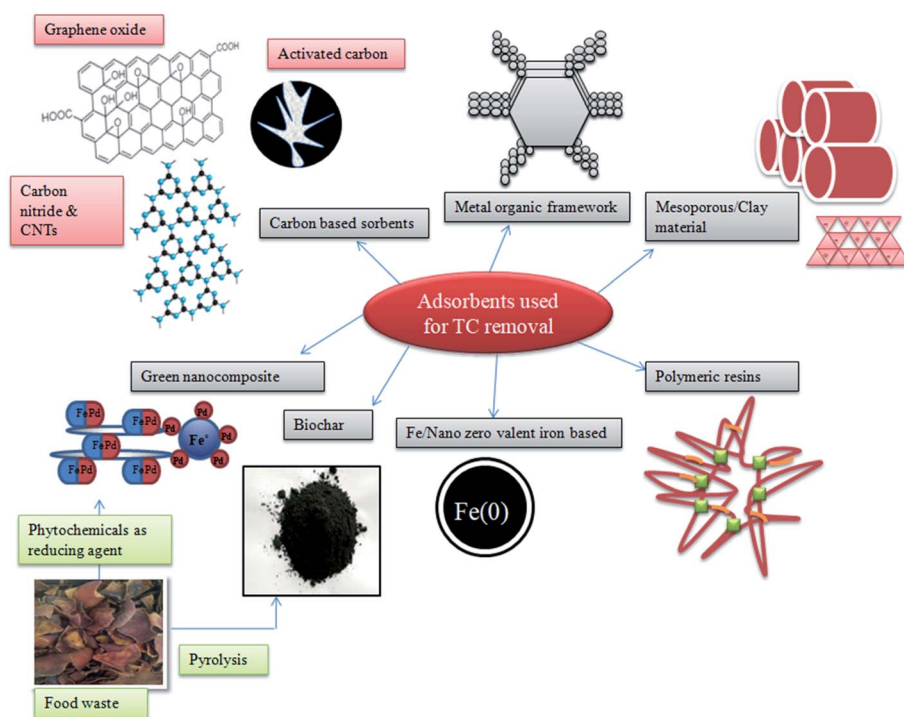 Graphene oxide
COOH
OH
O
O
OH
OH
OH
O
HOOC
O
Activated carbon
Carbon
nitride &
CNTs
Carbon based sorbents
Metal organic framework
Mesoporous/Clay
material
Adsorbents used
for TC removal
Green nanocomposite
Biochar
Fe/Nano zero valent iron based
Polymeric resins
FePd
FePd
FePd
FePd
FePd
Pd
Pd
Pd
Pd
Pd
Fe°
Fe(0)
Phytochemicals as
reducing agent
Pyrolysis
Food waste